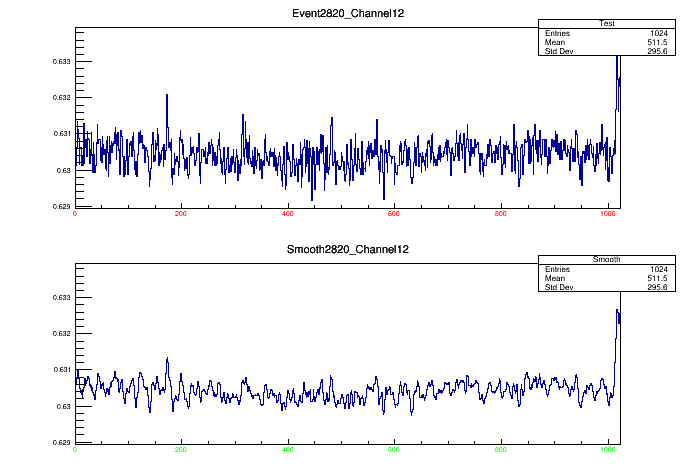 Event2820_Channel12
Test
Entries 1024
Mean 511.5
Std Dev 295.6
0.633
0.632
0.631
0.63
0.629
0 200 400 600 800 1000
Smooth2820_Channel12
Smooth
Entries 1024
Mean 511.5
Std Dev 295.6
0.633
0.632
0.631
0.63
0.629
0 200 400 600 800 1000